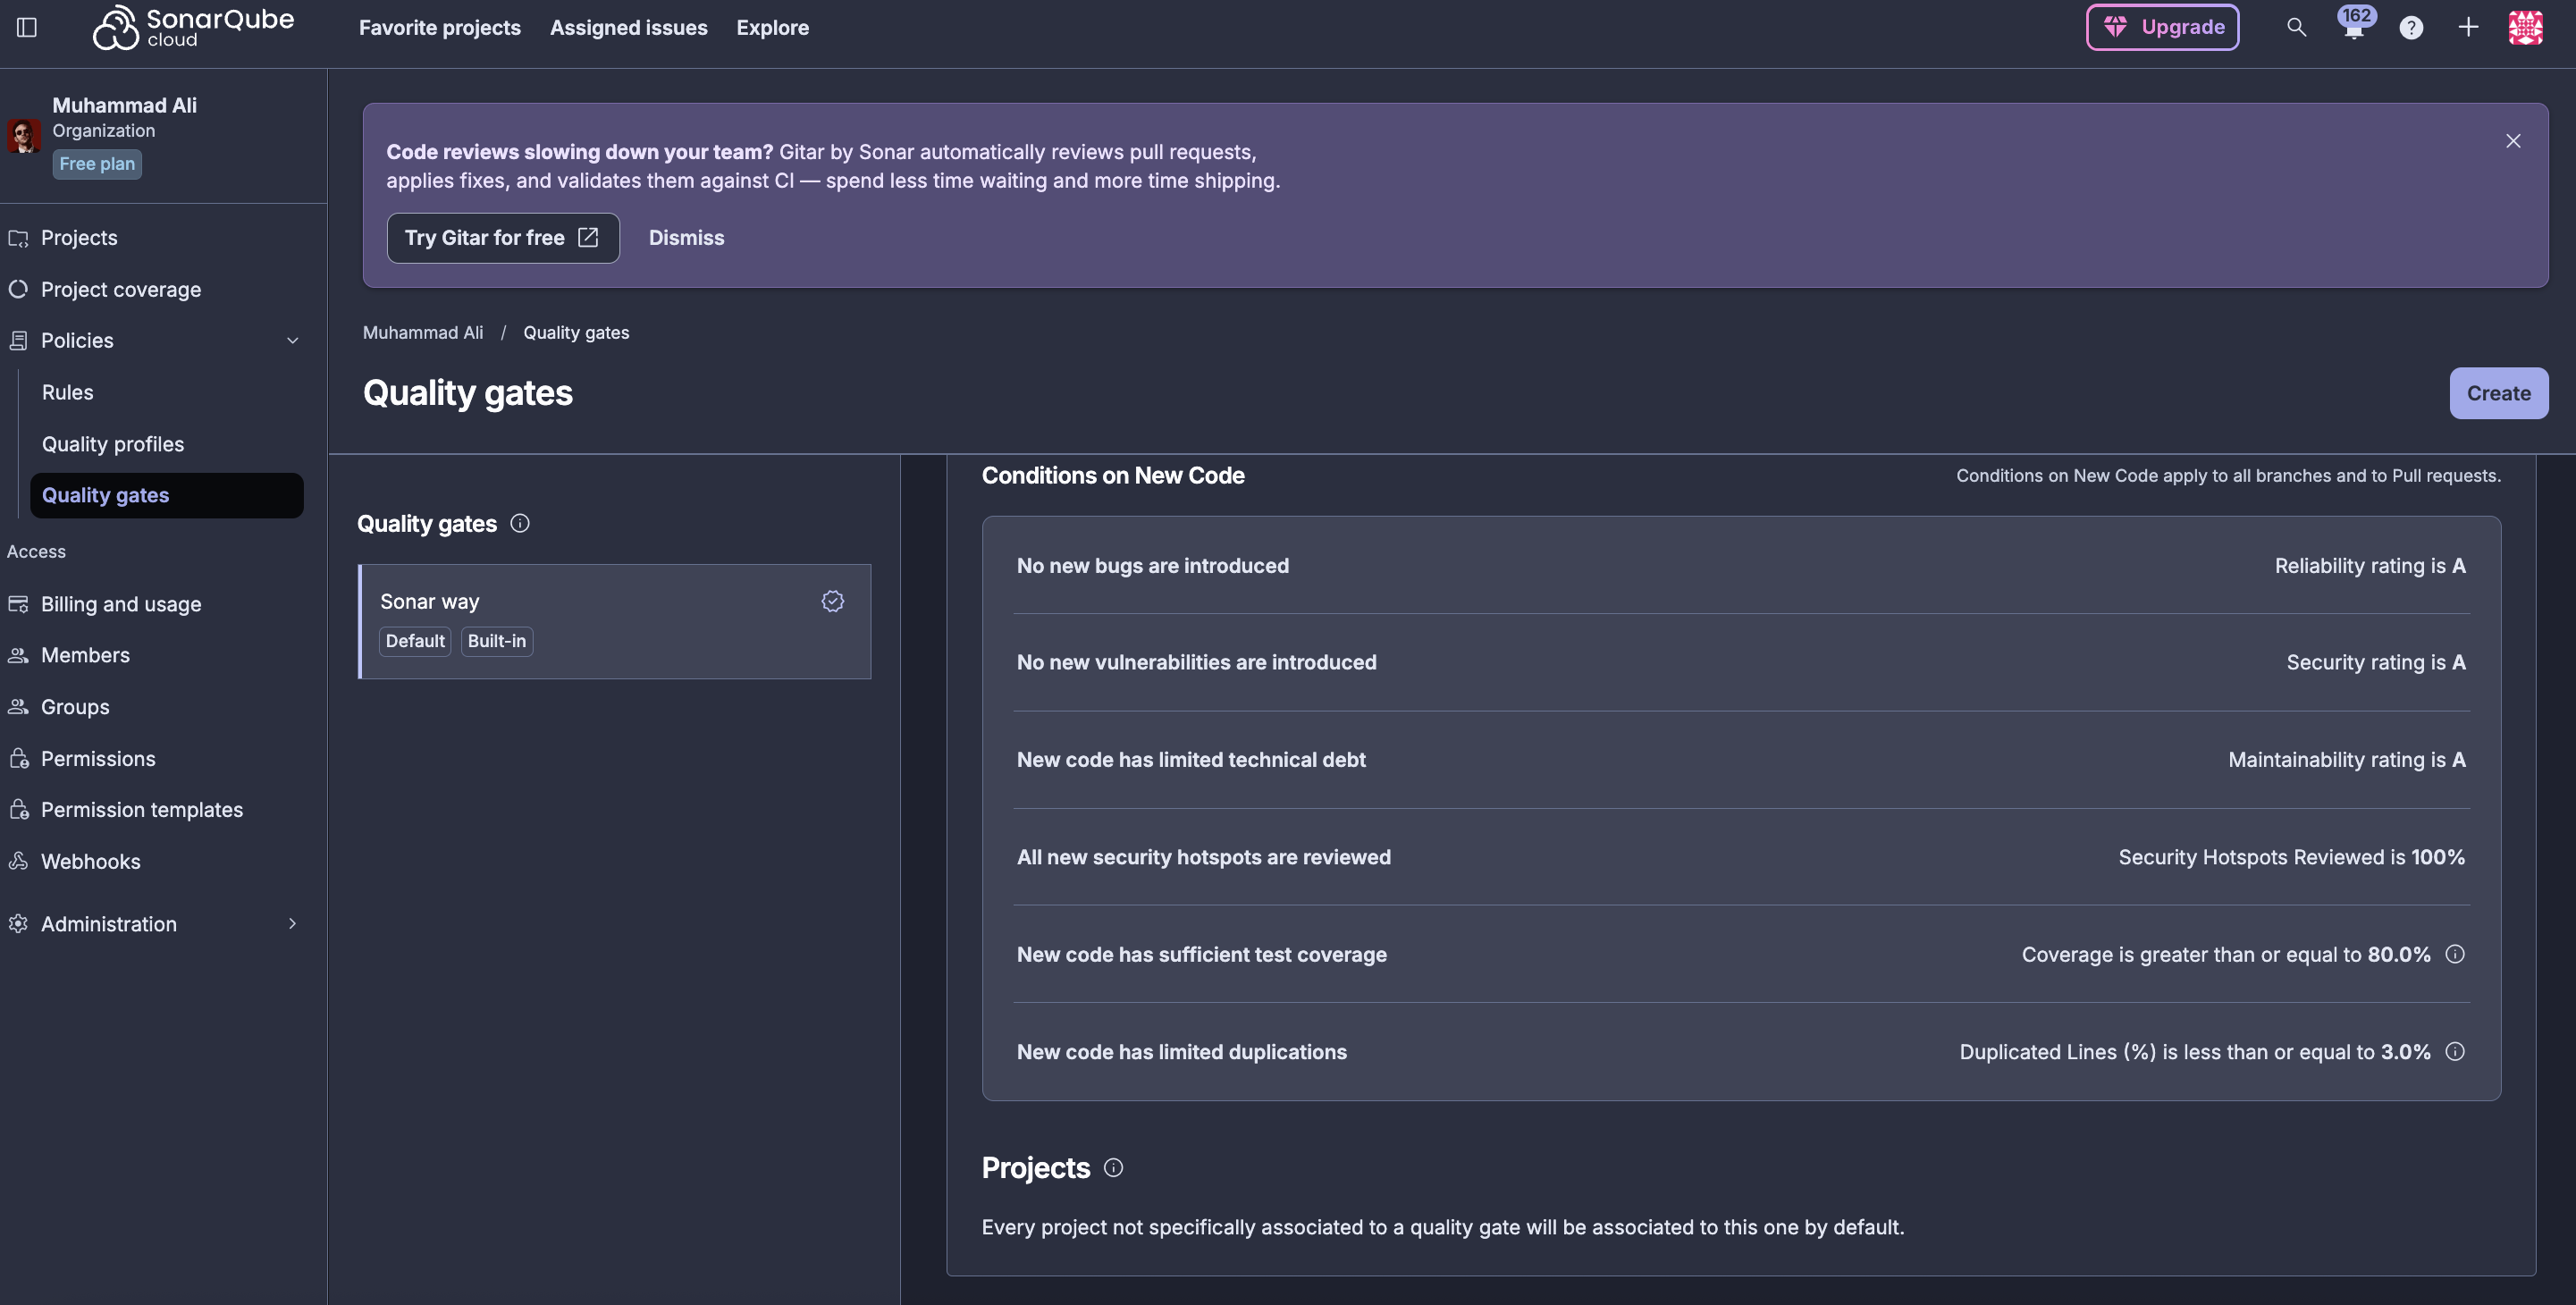 SonarQube
cloud
Favorite projects
Assigned issues
Explore
Upgrade
162
?
Muhammad Ali
Organization
Free plan
Projects
Project coverage
Policies
Rules
Quality profiles
Quality gates
Access
Billing and usage
Members
Groups
Permissions
Permission templates
Webhooks
Administration
Code reviews slowing down your team? Gitar by Sonar automatically reviews pull requests,
applies fixes, and validates them against CI — spend less time waiting and more time shipping.
Try Gitar for free
Dismiss
Muhammad Ali / Quality gates
Quality gates
Create
Quality gates
Sonar way
Default
Built-in
Conditions on New Code
Conditions on New Code apply to all branches and to Pull requests.
No new bugs are introduced
Reliability rating is A
No new vulnerabilities are introduced
Security rating is A
New code has limited technical debt
Maintainability rating is A
All new security hotspots are reviewed
Security Hotspots Reviewed is 100%
New code has sufficient test coverage
Coverage is greater than or equal to 80.0%
New code has limited duplications
Duplicated Lines (%) is less than or equal to 3.0%
Projects
Every project not specifically associated to a quality gate will be associated to this one by default.